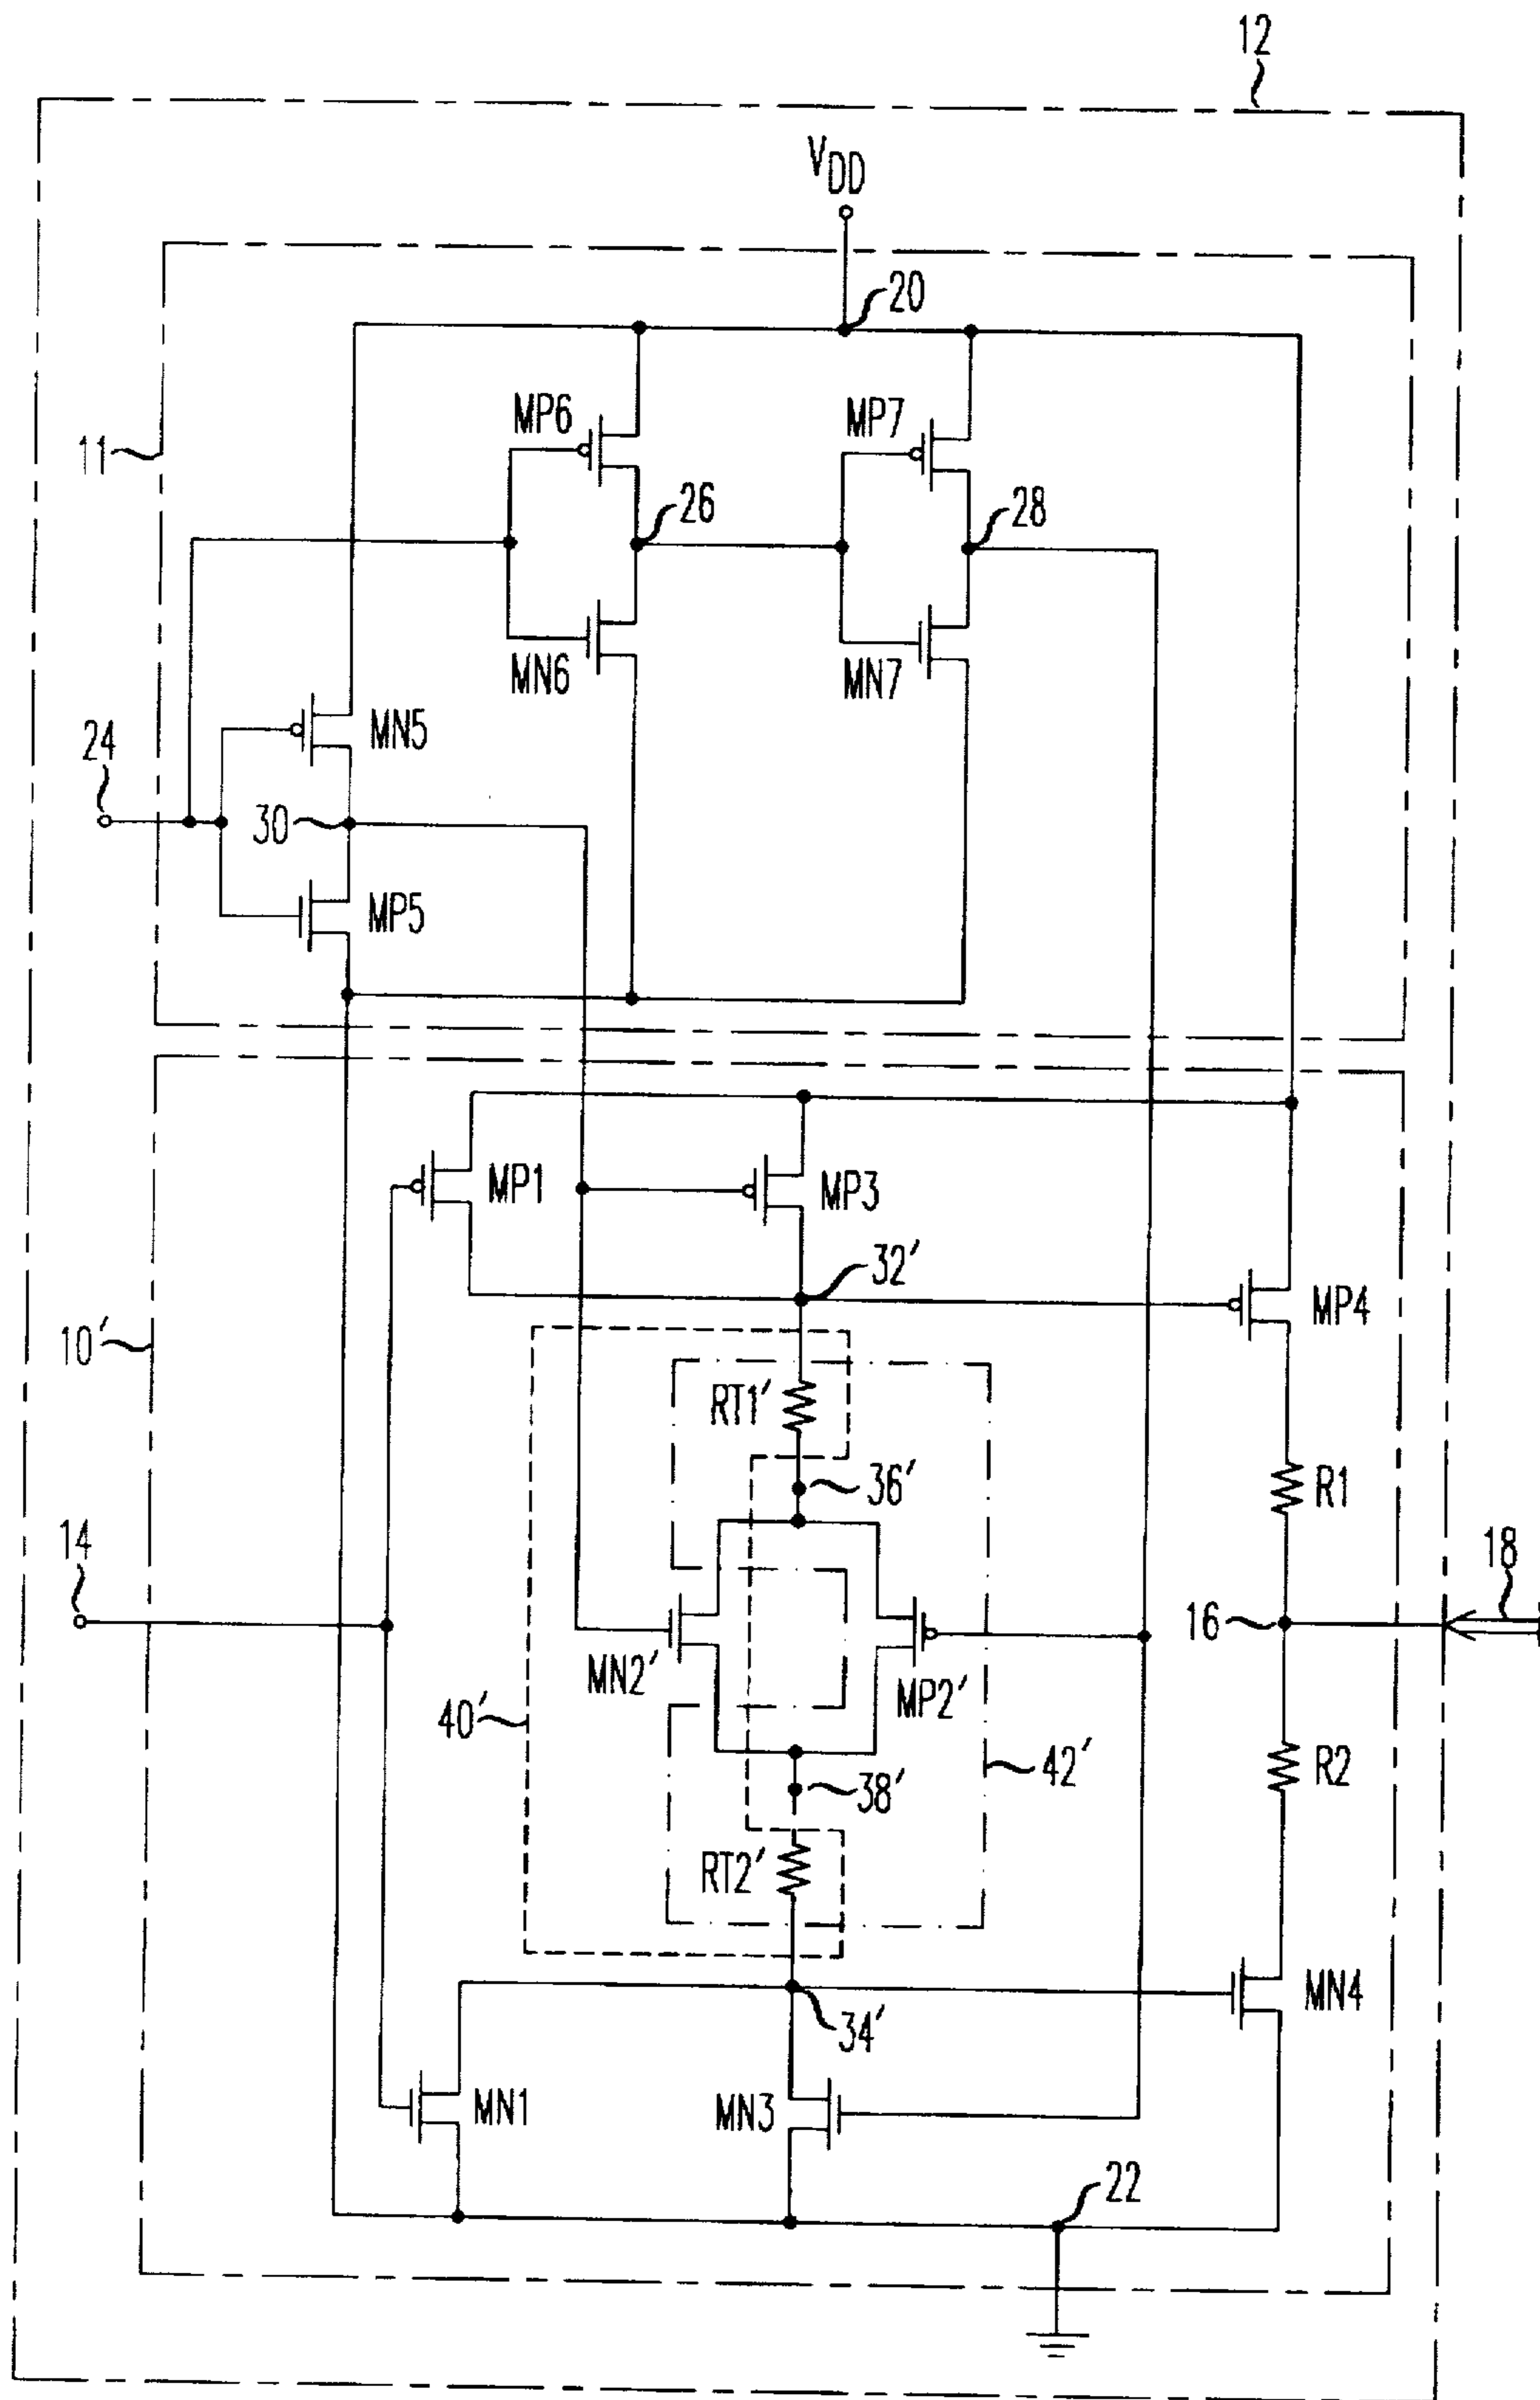 12
VDD
20
MP6
MP7
11
26
28
MN6
MN7
24
MN5
30
MP5
MP1
MP3
32′
MP4
10′
RT1′
36′
R1
14
18
16
MN2′
MP2′
40′
42′
38′
R2
RT2′
MN4
34′
MN1
MN3
22